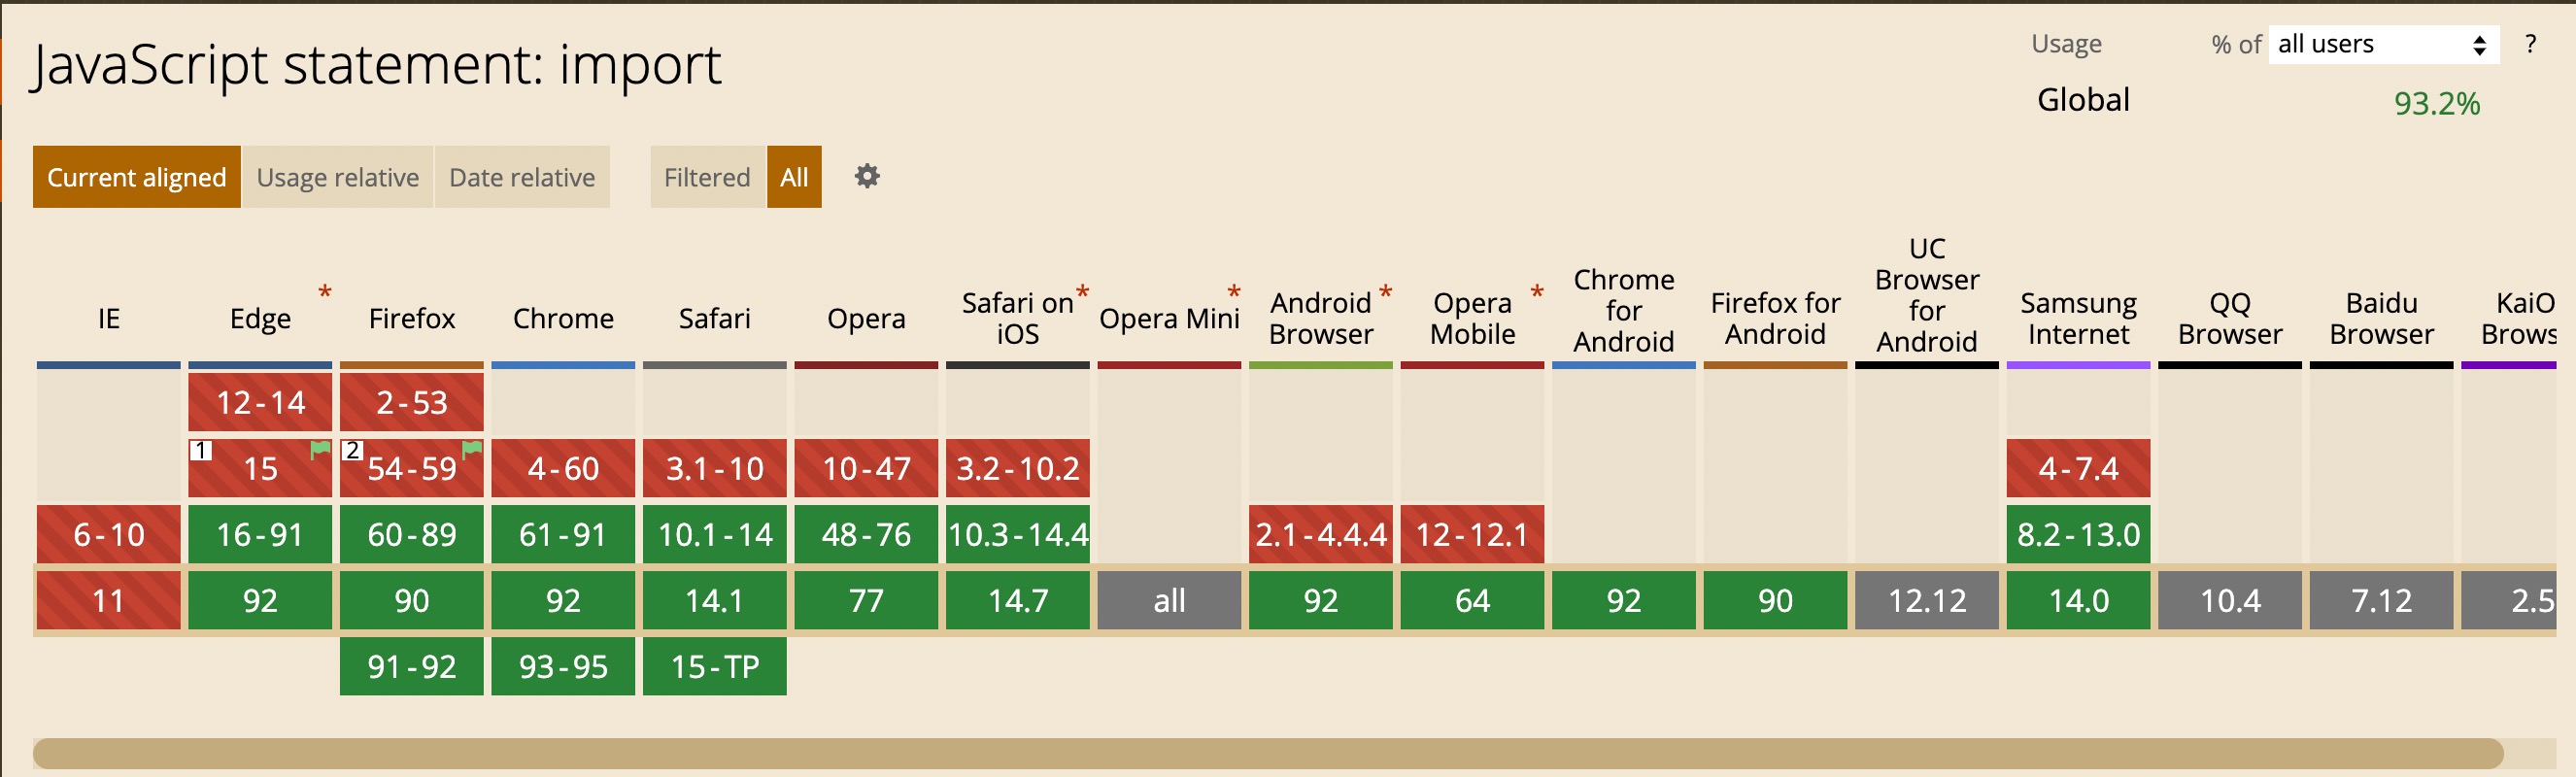 JavaScript statement: import
Usage % of all users ?
Global 93.2%
Current aligned Usage relative Date relative Filtered All
IE
Edge *
Firefox
Chrome
Safari
Opera
Safari on iOS *
Opera Mini *
Android Browser *
Opera Mobile *
Chrome for Android
Firefox for Android
UC Browser for Android
Samsung Internet
QQ Browser
Baidu Browser
KaiO Brows
12-14 2-53
1 15 2 54-59 4-60 3.1-10 10-47 3.2-10.2 4-7.4
6-10 16-91 60-89 61-91 10.1-14 48-76 10.3-14.4 2.1-4.4.4 12-12.1 8.2-13.0
11 92 90 92 14.1 77 14.7 all 92 64 92 90 12.12 14.0 10.4 7.12 2.5
91-92 93-95 15-TP